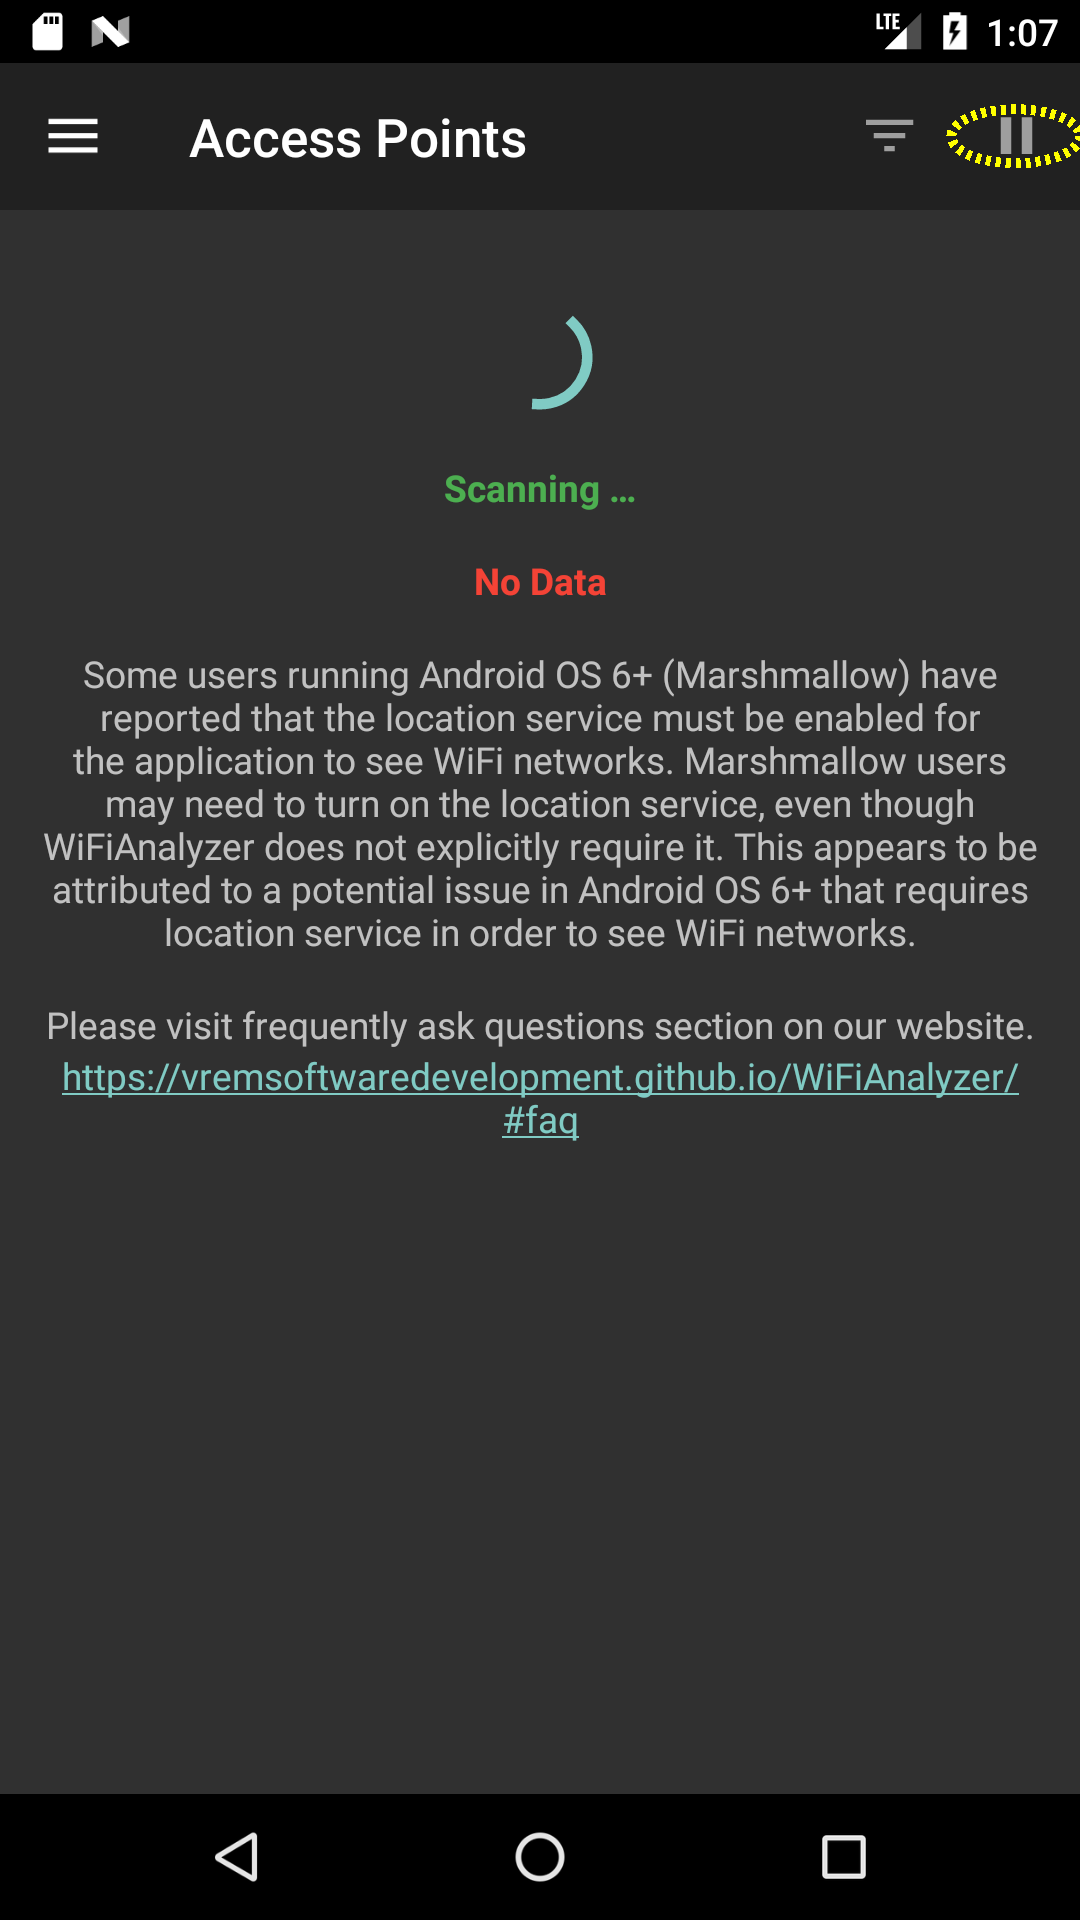 LTE 1:07
Access Points
Scanning ...
No Data
Some users running Android OS 6+ (Marshmallow) have
reported that the location service must be enabled for
the application to see WiFi networks. Marshmallow users
may need to turn on the location service, even though
WiFiAnalyzer does not explicitly require it. This appears to be
attributed to a potential issue in Android OS 6+ that requires
location service in order to see WiFi networks.
Please visit frequently ask questions section on our website.
https://vremsoftwaredevelopment.github.io/WiFiAnalyzer/
#faq